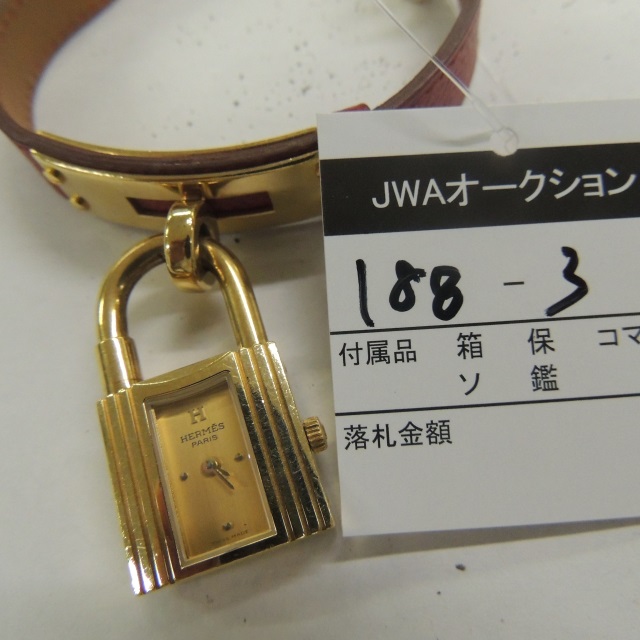 JWAオークション
188-3
付属品 箱 保 コマ
ソ 鑑
落札金額
H
HERMÈS
PARIS